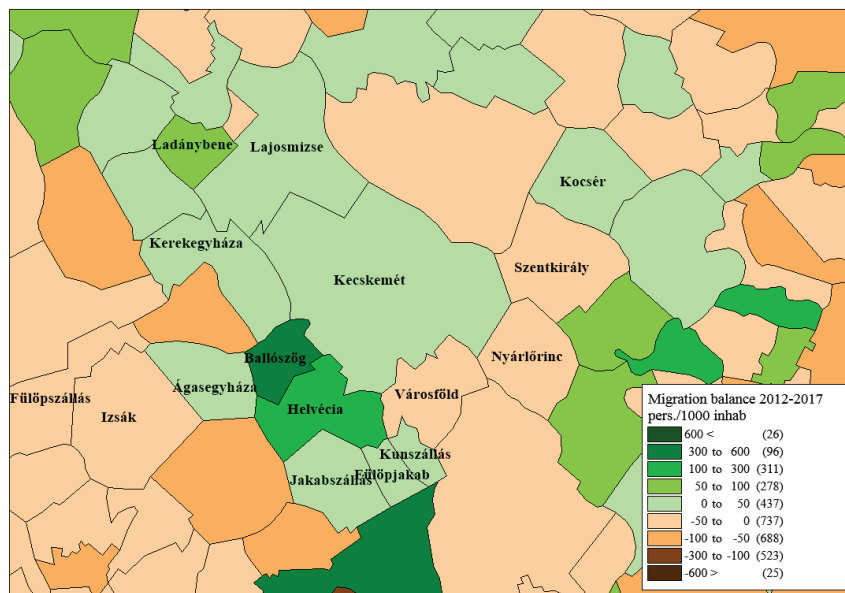 Ladánybene
Lajosmizse
Kocsér
Kerekegyháza
Szentkirály
Kecskemét
Ballószög
Nyárlőrinc
Ágasegyháza
Városföld
Fülöpszállás
Helvécia
Izsák
Kunszállás
Jakabszállás
Fülöpjakab
Migration balance 2012-2017
pers./1000 inhab
600 < (26)
300 to 600 (96)
100 to 300 (311)
50 to 100 (278)
0 to 50 (437)
-50 to 0 (737)
-100 to -50 (688)
-300 to -100 (523)
-600 > (25)